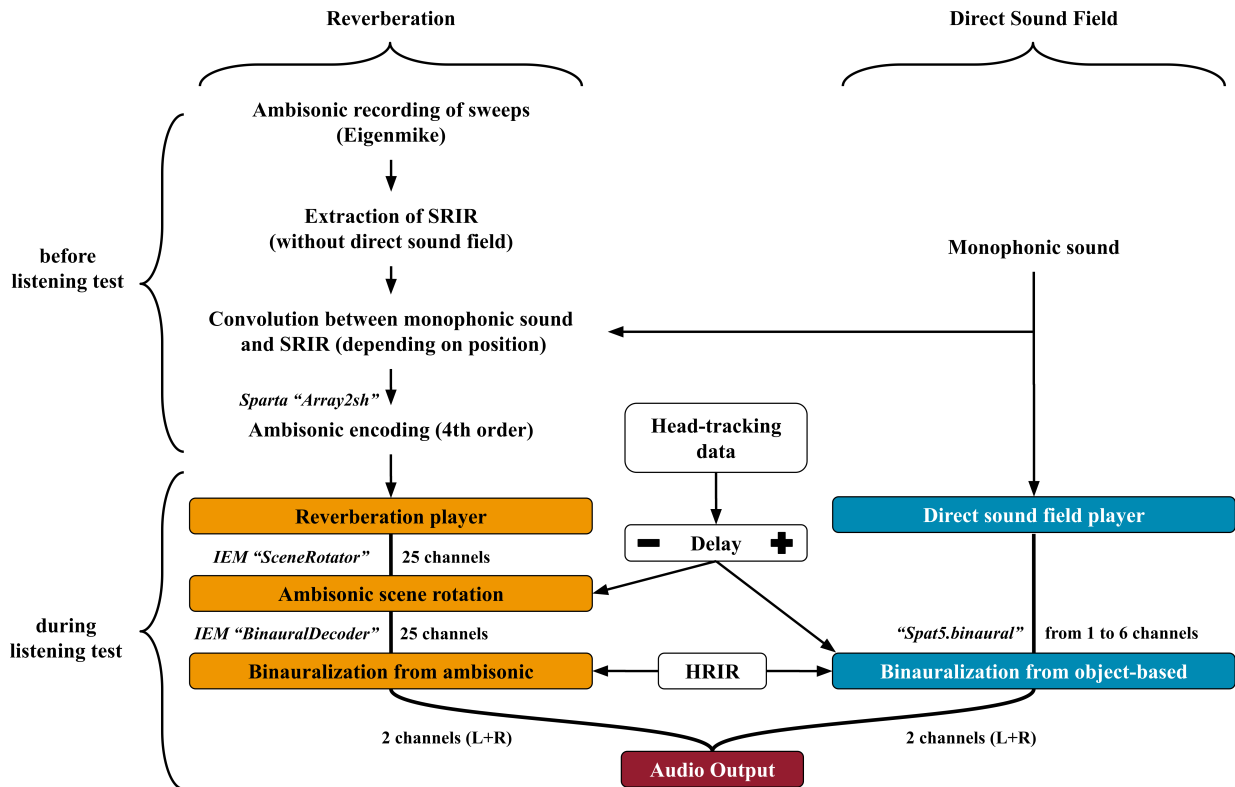 Reverberation
Direct Sound Field
Ambisonic recording of sweeps
(Eigenmike)
Extraction of SRIR
(without direct sound field)
before
listening test
Monophonic sound
Convolution between monophonic sound
and SRIR (depending on position)
Sparta “Array2sh”
Ambisonic encoding (4th order)
Head-tracking
data
Reverberation player
Direct sound field player
− Delay +
IEM “SceneRotator” 25 channels
Ambisonic scene rotation
during
listening test
IEM “BinauralDecoder” 25 channels
“Spat5.binaural” from 1 to 6 channels
Binauralization from ambisonic
HRIR
Binauralization from object-based
2 channels (L+R)
2 channels (L+R)
Audio Output